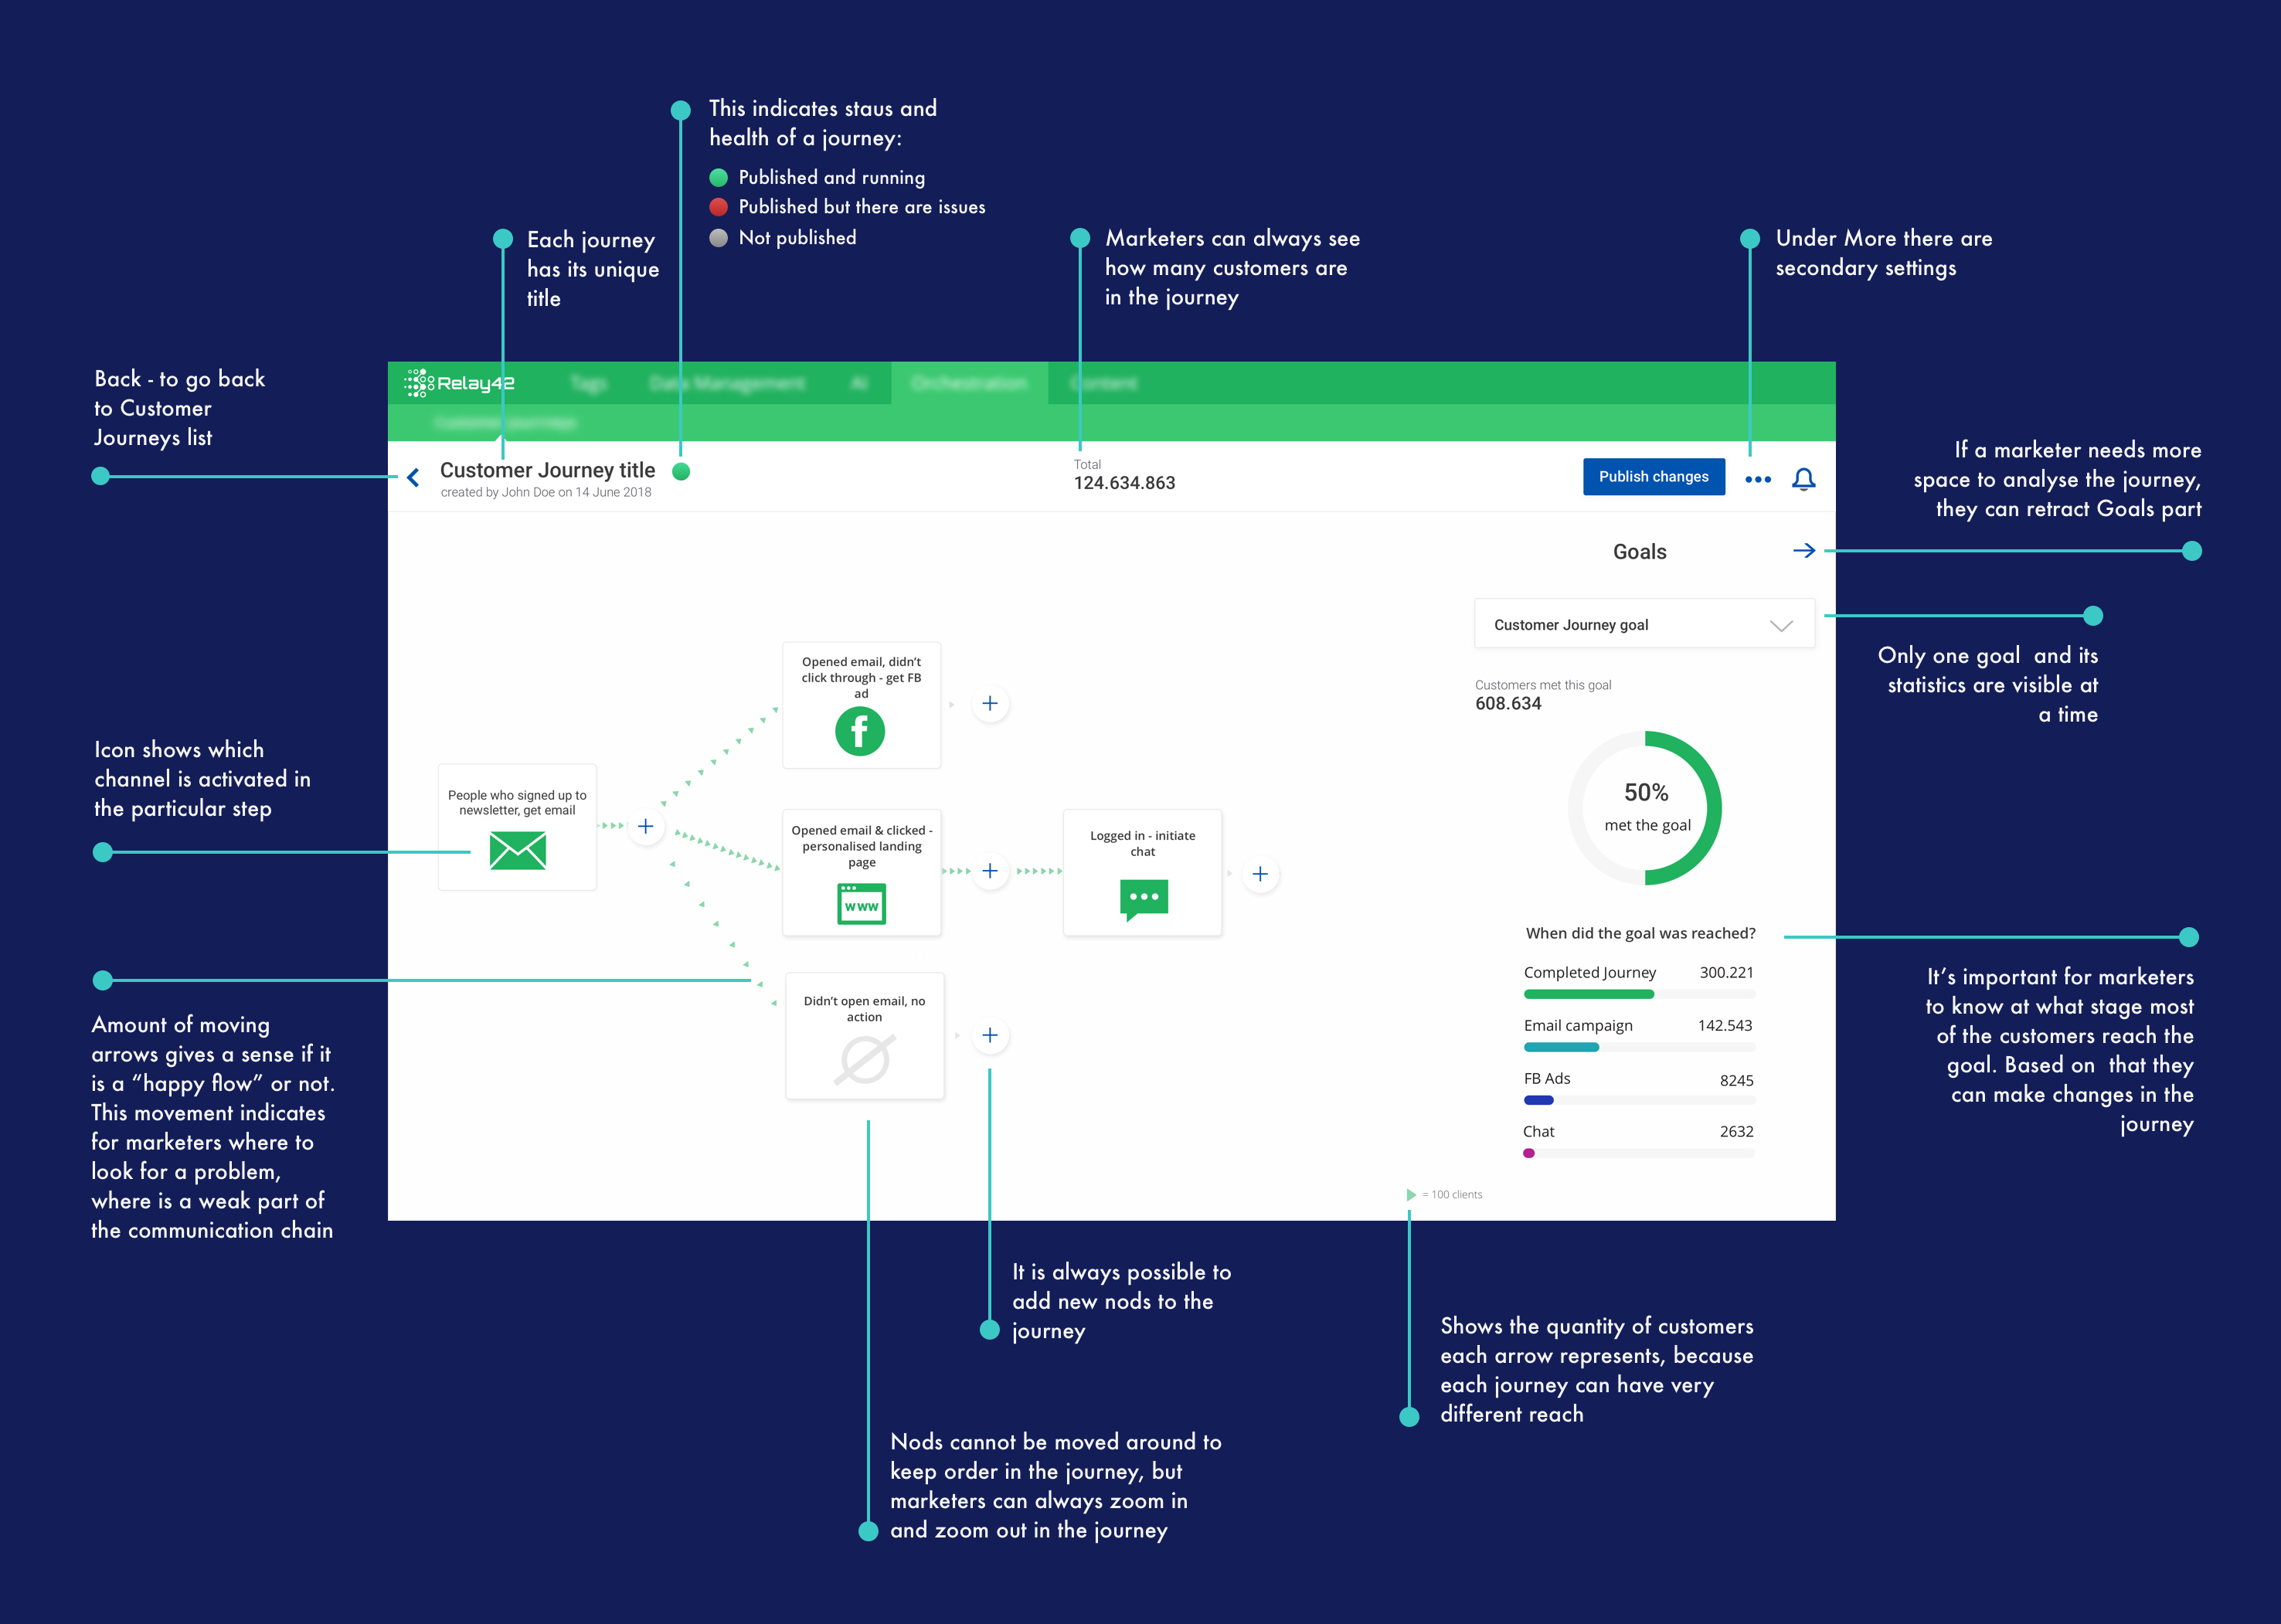 This indicates staus and
health of a journey:
Published and running
Published but there are issues
Not published
Each journey
has its unique
title
Marketers can always see
how many customers are
in the journey
Under More there are
secondary settings
Back - to go back
to Customer
Journeys list
Relay42
Tags
Data Management
AI
Orchestration
Content
Customer journeys
Customer Journey title
created by John Doe on 14 June 2018
Total
124.634.863
Publish changes
If a marketer needs more
space to analyse the journey,
they can retract Goals part
Goals
Customer Journey goal
Only one goal  and its
statistics are visible at
a time
Customers met this goal
608.634
50%
met the goal
Icon shows which
channel is activated in
the particular step
People who signed up to
newsletter, get email
Opened email, didn't
click through - get FB
ad
f
Opened email & clicked -
personalised landing
page
www
Logged in - initiate
chat
Didn't open email, no
action
When did the goal was reached?
Completed Journey 300.221
Email campaign 142.543
FB Ads 8245
Chat 2632
= 100 clients
It's important for marketers
to know at what stage most
of the customers reach the
goal. Based on  that they
can make changes in the
journey
Amount of moving
arrows gives a sense if it
is a “happy flow” or not.
This movement indicates
for marketers where to
look for a problem,
where is a weak part of
the communication chain
It is always possible to
add new nods to the
journey
Shows the quantity of customers
each arrow represents, because
each journey can have very
different reach
Nods cannot be moved around to
keep order in the journey, but
marketers can always zoom in
and zoom out in the journey